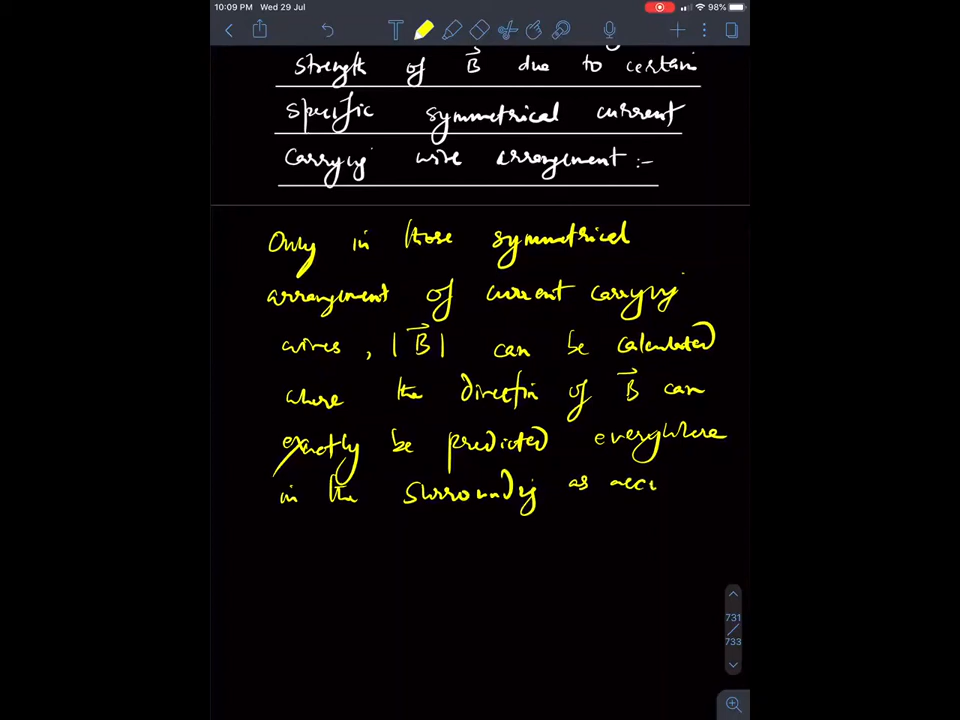 10:09 PM Wed 29 Jul
98%
strength of B due to certain
specific symmetrical current
carrying wire arrangement :-
Only in those symmetrical
arrangement of current carrying
wires, |B| can be calculated
where the direction of B can
exactly be predicted everywhere
in the surrounding as accu
731
733